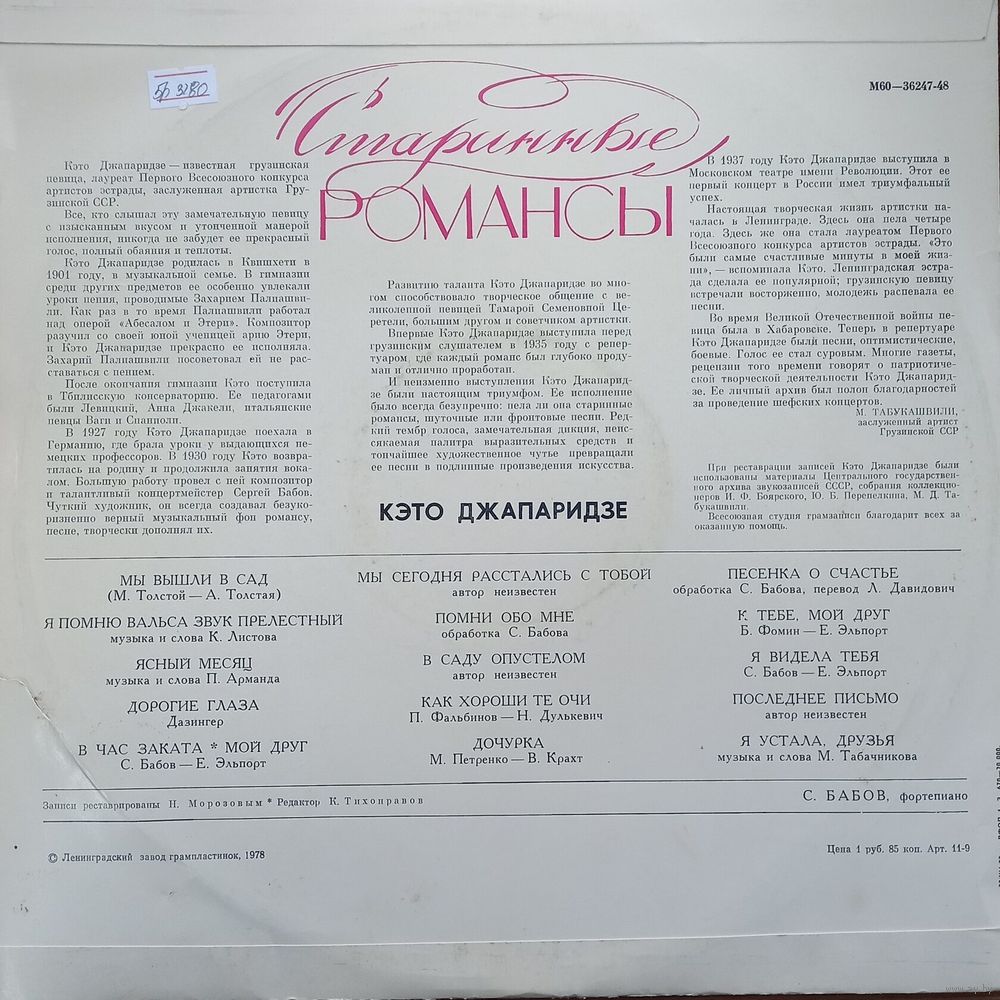 М60—36247-48
Старинные
РОМАНСЫ
Кэто Джапаридзе — известная грузинская
певица, лауреат Первого Всесоюзного конкурса
артистов эстрады, заслуженная артистка Гру-
зинской ССР.
Все, кто слышал эту замечательную певицу
с изысканным вкусом и утонченной манерой
исполнения, никогда не забудет ее прекрасный
голос, полный обаяния и теплоты.
Кэто Джапаридзе родилась в Квишхети в
1901 году, в музыкальной семье. В гимназии
среди других предметов ее особенно увлекали
уроки пения, проводимые Захарием Палиашви-
ли. Как раз в то время Палиашвили работал
над оперой «Абесалом и Этери». Композитор
разучил со своей юной ученицей арию Этери,
и Кэто Джапаридзе прекрасно ее исполняла.
Захарий Палиашвили посоветовал ей не рас-
ставаться с пением.
После окончания гимназии Кэто поступила
в Тбилисскую консерваторию. Ее педагогами
были Левицкий, Анна Джакели, итальянские
певцы Ваги и Спанполи.
В 1927 году Кэто Джапаридзе поехала в
Германию, где брала уроки у выдающихся не-
мецких профессоров. В 1930 году Кэто возвра-
тилась на родину и продолжила занятия вока-
лом. Большую работу провел с ней композитор
и талантливый концертмейстер Сергей Бабов.
Чуткий художник, он всегда создавал безуко-
ризненно верный музыкальный фон романсу,
песне, творчески дополнял их.
Развитию таланта Кэто Джапаридзе во мно-
гом способствовало творческое общение с ве-
ликолепной певицей Тамарой Семеновной Це-
ретели, большим другом и советчиком артистки.
Впервые Кэто Джапаридзе выступила перед
грузинским слушателем в 1935 году с репер-
туаром, где каждый романс был глубоко проду-
ман и отлично проработан.
И неизменно выступления Кэто Джапарид-
зе были настоящим триумфом. Ее исполнение
было всегда безупречно: пела ли она старинные
романсы, шуточные или фронтовые песни. Ред-
кий тембр голоса, замечательная дикция, неис-
сякаемая палитра выразительных средств и
тончайшее художественное чутье превращали
ее песни в подлинные произведения искусства.
КЭТО ДЖАПАРИДЗЕ
В 1937 году Кэто Джапаридзе выступила в
Московском театре имени Революции. Этот ее
первый концерт в России имел триумфальный
успех.
Настоящая творческая жизнь артистки на-
чалась в Ленинграде. Здесь она пела четыре
года. Здесь же она стала лауреатом Первого
Всесоюзного конкурса артистов эстрады. «Это
были самые счастливые минуты в моей жиз-
ни», — вспоминала Кэто. Ленинградская эстра-
да сделала ее популярной; грузинскую певицу
встречали восторженно, молодежь распевала ее
песни.
Во время Великой Отечественной войны пе-
вица была в Хабаровске. Теперь в репертуаре
Кэто Джапаридзе были песни, оптимистические,
боевые. Голос ее стал суровым. Многие газеты,
рецензии того времени говорят о патриотиче-
ской творческой деятельности Кэто Джапарид-
зе. Ее личный архив был полон благодарностей
за проведение шефских концертов.
М. ТАБУКАШВИЛИ,
заслуженный артист
Грузинской ССР
При реставрации записей Кэто Джапаридзе были
использованы материалы Центрального государствен-
ного архива звукозаписей СССР, собрания коллекцио-
неров И. Ф. Боярского, Ю. Б. Перепелкина, М. Д. Та-
букашвили.
Всесоюзная студия грамзаписи благодарит всех за
оказанную помощь.
МЫ ВЫШЛИ В САД
(М. Толстой — А. Толстая)
Я ПОМНЮ ВАЛЬСА ЗВУК ПРЕЛЕСТНЫЙ
музыка и слова К. Листова
ЯСНЫЙ МЕСЯЦ
музыка и слова П. Арманда
ДОРОГИЕ ГЛАЗА
Дазингер
В ЧАС ЗАКАТА * МОЙ ДРУГ
С. Бабов — Е. Эльпорт
МЫ СЕГОДНЯ РАССТАЛИСЬ С ТОБОЙ
автор неизвестен
ПОМНИ ОБО МНЕ
обработка С. Бабова
В САДУ ОПУСТЕЛОМ
автор неизвестен
КАК ХОРОШИ ТЕ ОЧИ
П. Фальбинов — Н. Дулькевич
ДОЧУРКА
М. Петренко — В. Крахт
ПЕСЕНКА О СЧАСТЬЕ
обработка С. Бабова, перевод Л. Давидович
К ТЕБЕ, МОЙ ДРУГ
Б. Фомин — Е. Эльпорт
Я ВИДЕЛА ТЕБЯ
С. Бабов — Е. Эльпорт
ПОСЛЕДНЕЕ ПИСЬМО
автор неизвестен
Я УСТАЛА, ДРУЗЬЯ
музыка и слова М. Табачникова
Записи реставрированы Н. Морозовым * Редактор К. Тихонравов
С. БАБОВ, фортепиано
© Ленинградский завод грампластинок, 1978
Цена 1 руб. 85 коп. Арт. 11-9